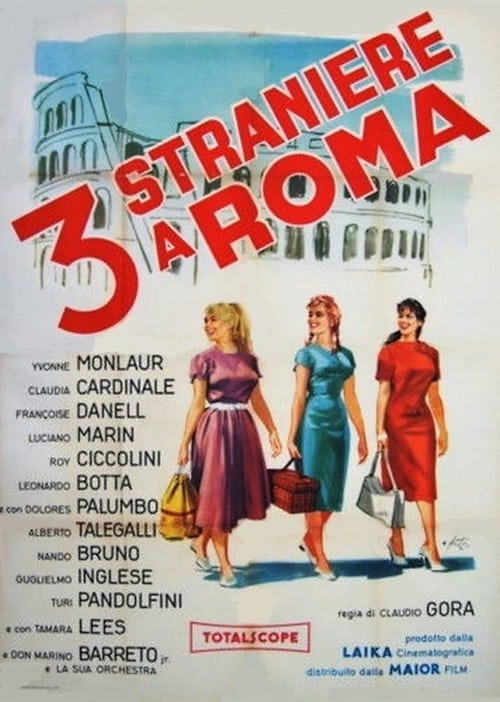 3 STRANIERE
A ROMA
YVONNE MONLAUR
CLAUDIA CARDINALE
FRANÇOISE DANELL
LUCIANO MARIN
ROY CICCOLINI
LEONARDO BOTTA
e con DOLORES PALUMBO
ALBERTO TALEGALLI
NANDO BRUNO
GUGLIELMO INGLESE
TURI PANDOLFINI
e con TAMARA LEES
e DON MARINO BARRETO jr.
e LA SUA ORCHESTRA
TOTALSCOPE
regia di CLAUDIO GORA
prodotto dalla
LAIKA Cinematografica
distribuito dalla MAIOR FILM